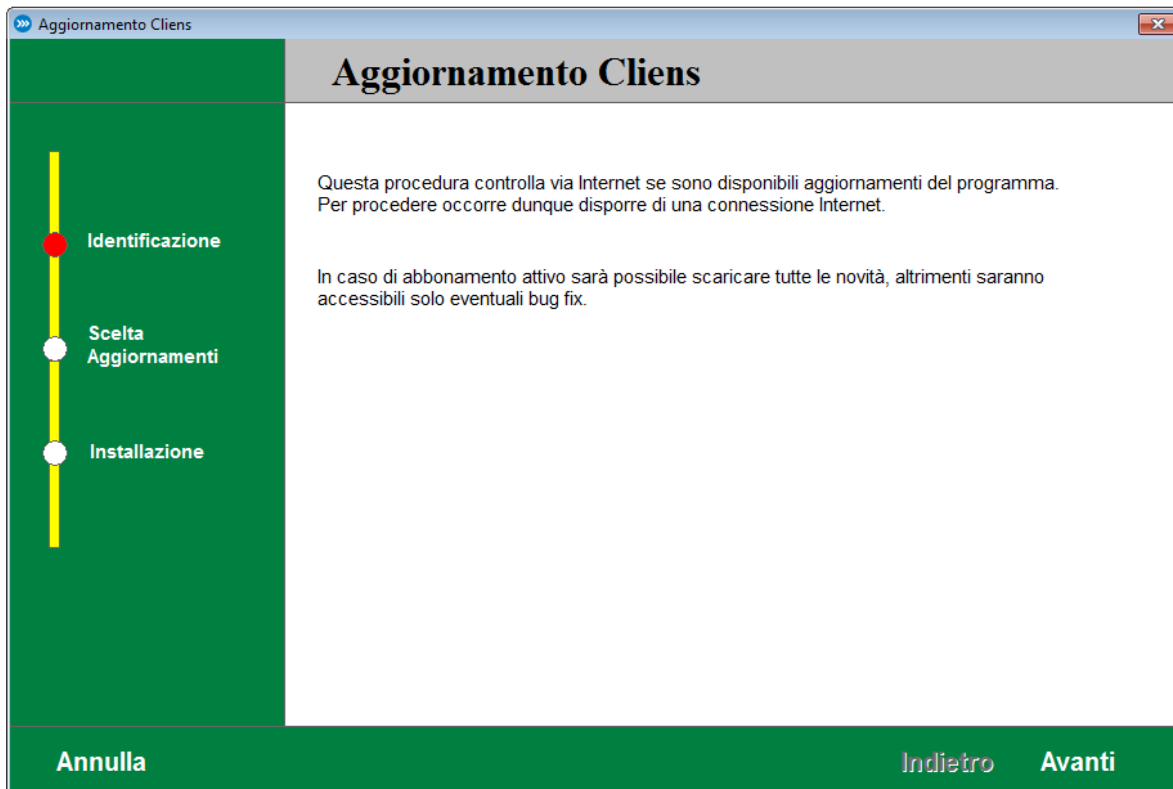 Aggiornamento Cliens
Aggiornamento Cliens
Questa procedura controlla via Internet se sono disponibili aggiornamenti del programma.
Per procedere occorre dunque disporre di una connessione Internet.
In caso di abbonamento attivo sarà possibile scaricare tutte le novità, altrimenti saranno
accessibili solo eventuali bug fix.
Identificazione
Scelta
Aggiornamenti
Installazione
Annulla
Indietro
Avanti